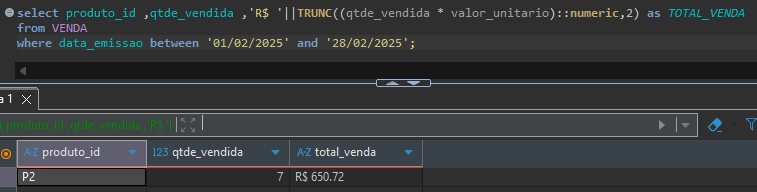 select produto_id ,qtde_vendida ,'R$ '||TRUNC((qtde_vendida * valor_unitario)::numeric,2) as TOTAL_VENDA
from VENDA
where data_emissao between '01/02/2025' and '28/02/2025';
a 1
t produto_id ,qtde_vendida ,'R$ '|
A-Z produto_id 123 qtde_vendida A-Z total_venda
P2 7 R$ 650.72